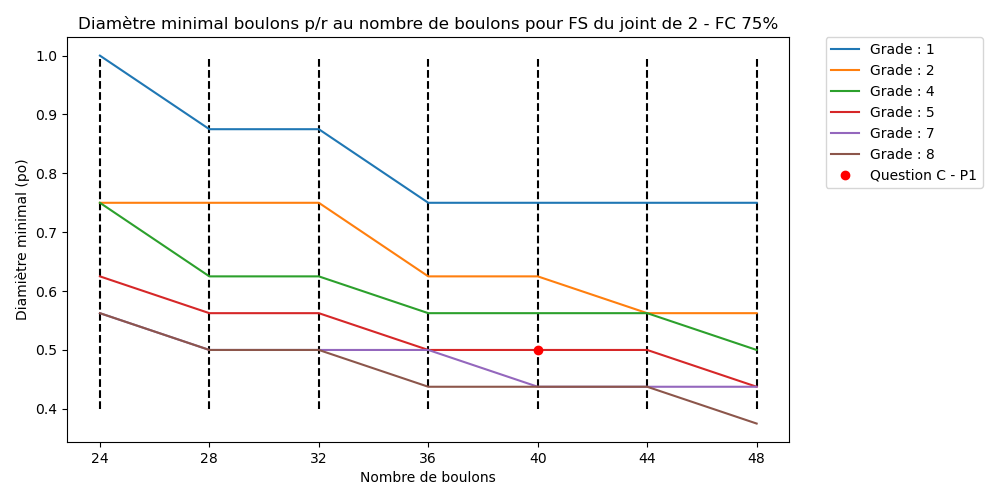 Diamètre minimal boulons p/r au nombre de boulons pour FS du joint de 2 - FC 75%
1.0
0.9
0.8
0.7
0.6
0.5
0.4
Diamiètre minimal (po)
24 28 32 36 40 44 48
Nombre de boulons
Grade : 1
Grade : 2
Grade : 4
Grade : 5
Grade : 7
Grade : 8
Question C - P1